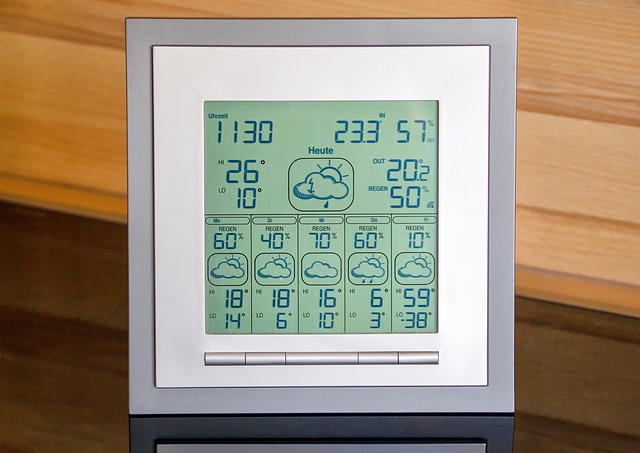 Uhrzeit IN
1130 23.3° 57% RH
Heute
HI 26° OUT 20.2°
LO 10° REGEN 50%
Mo Di Mi Do Fr
REGEN REGEN REGEN REGEN REGEN
60% 40% 70% 60% 10%
HI 18° HI 18° HI 16° HI 6° HI 59°
LO 14° LO 6° LO 10° LO 3° LO -38°